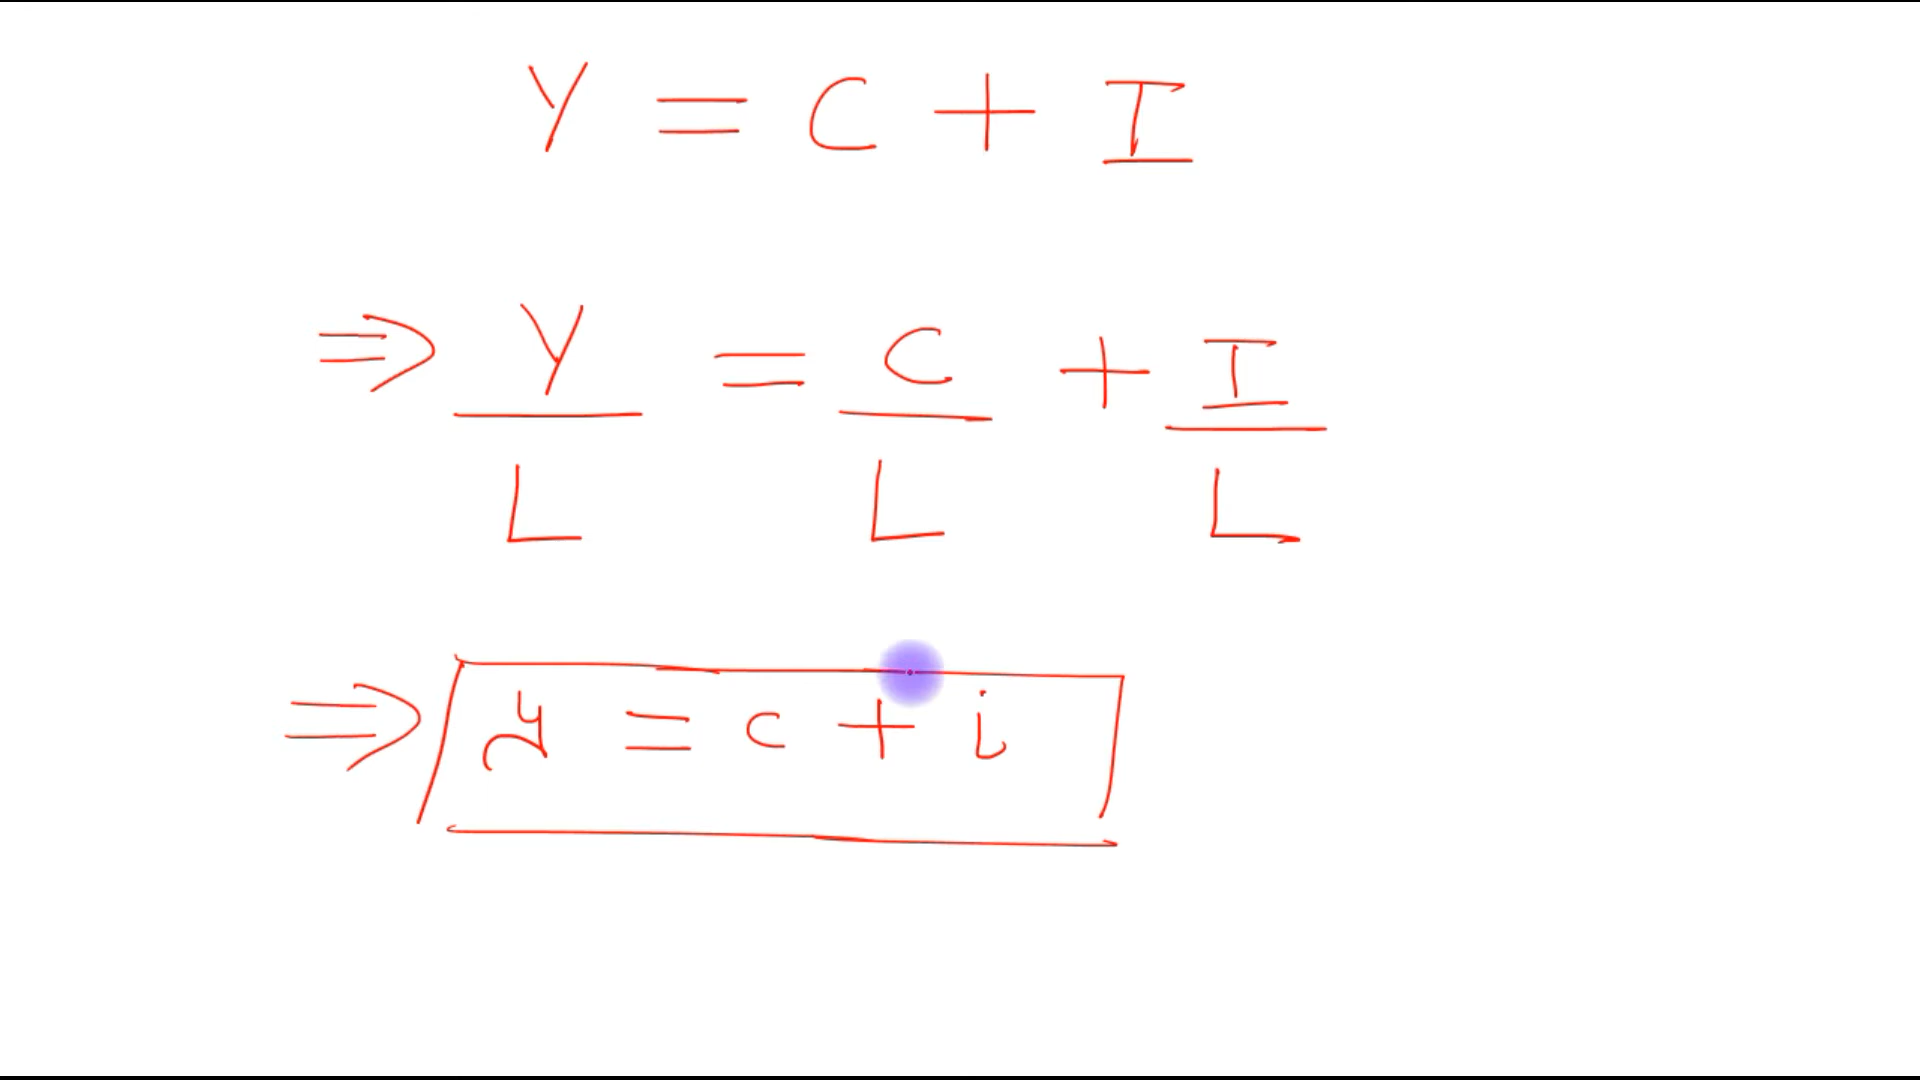 Y = C + I
⇒ Y/L = C/L + I/L
⇒ y = c + i